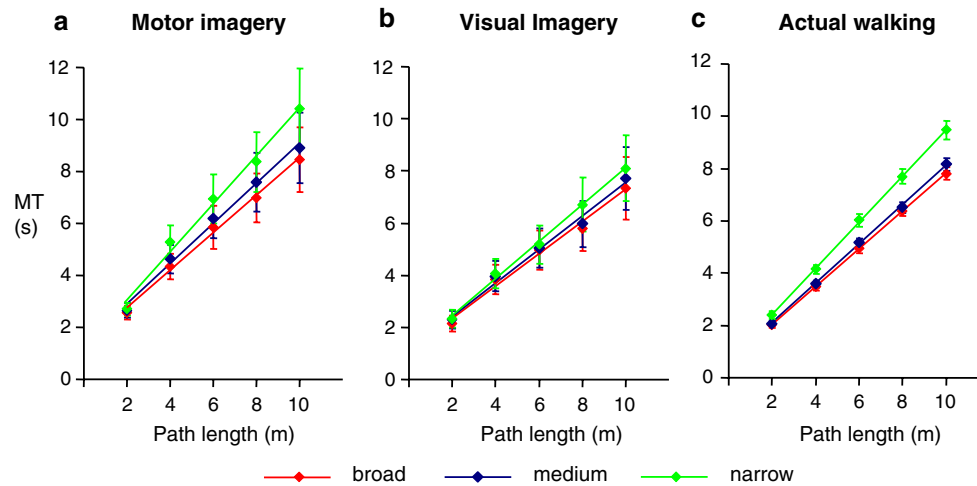 a Motor imagery
b Visual Imagery
c Actual walking
MT
(s)
12
10
8
6
4
2
0
2 4 6 8 10
Path length (m)
12
10
8
6
4
2
0
2 4 6 8 10
Path length (m)
12
10
8
6
4
2
0
2 4 6 8 10
Path length (m)
broad medium narrow